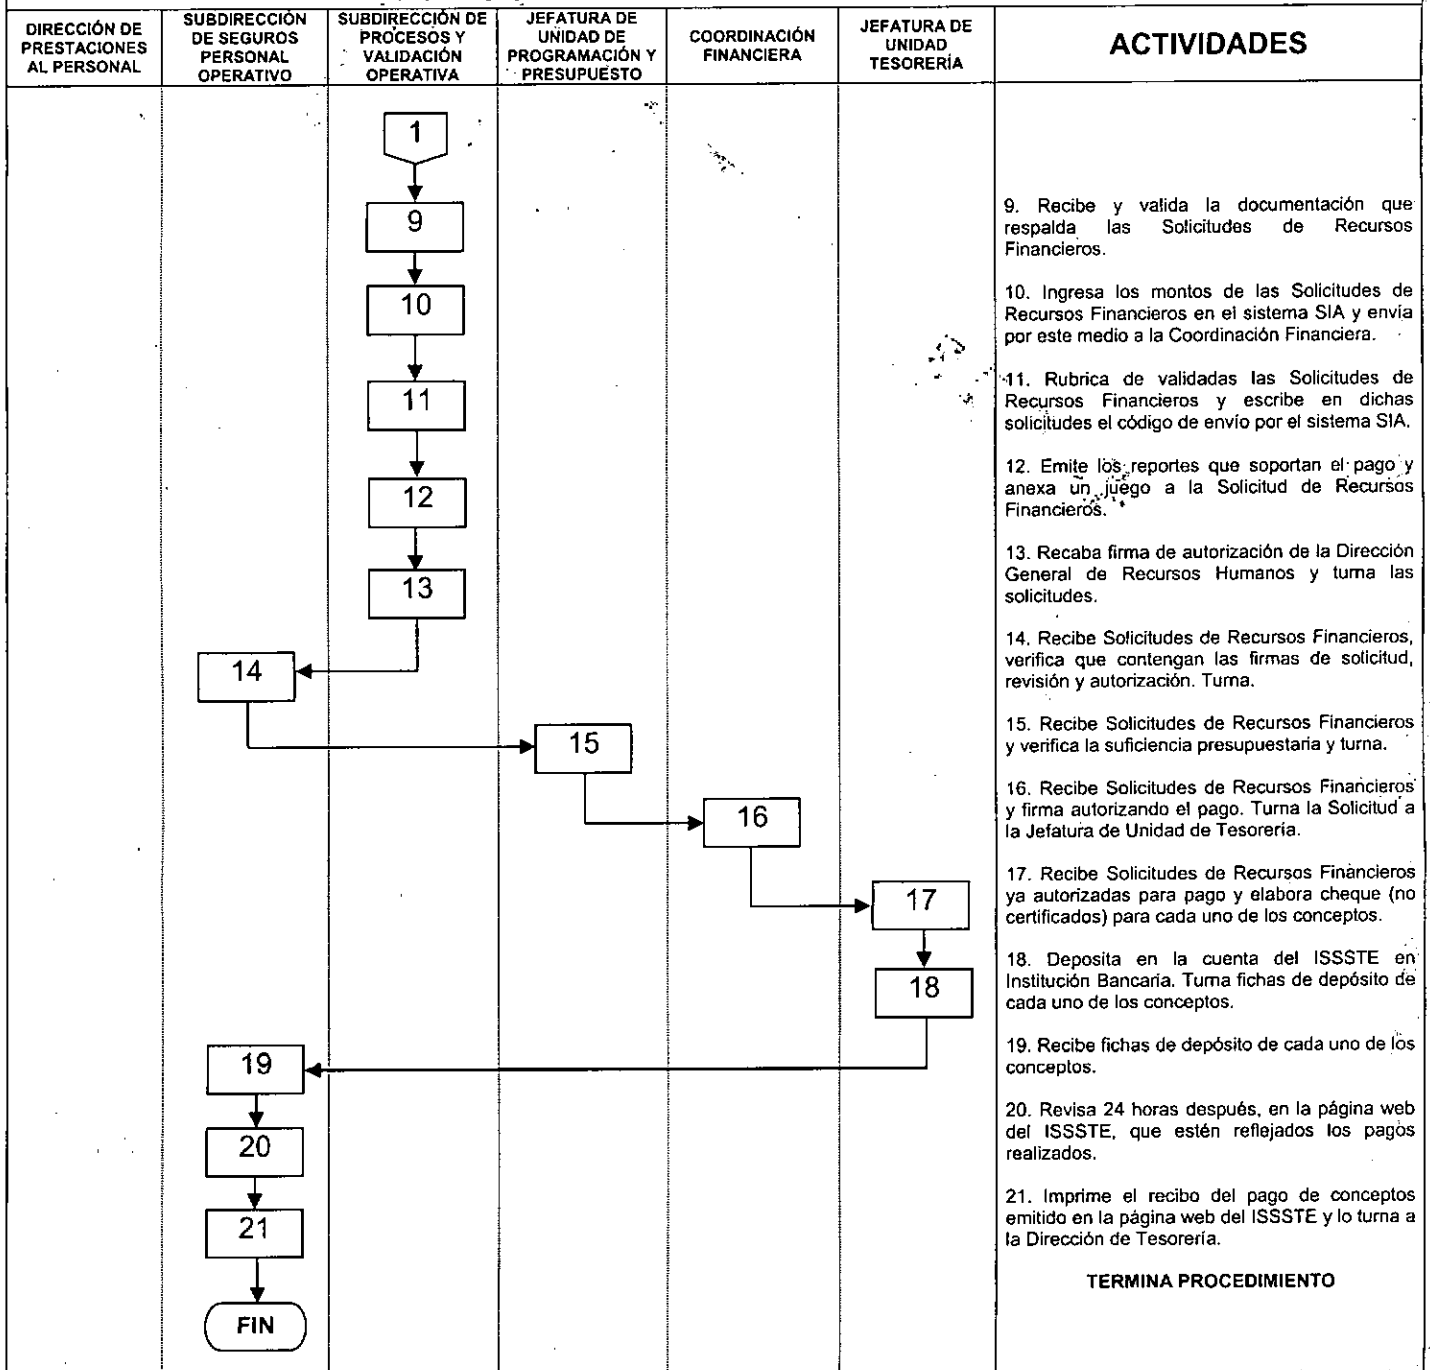 DIRECCIÓN DE
PRESTACIONES
AL PERSONAL
SUBDIRECCIÓN
DE SEGUROS
PERSONAL
OPERATIVO
SUBDIRECCIÓN DE
PROCESOS Y
VALIDACIÓN
OPERATIVA
JEFATURA DE
UNIDAD DE
PROGRAMACIÓN Y
PRESUPUESTO
COORDINACIÓN
FINANCIERA
JEFATURA DE
UNIDAD
TESORERÍA
ACTIVIDADES
1
9
10
11
12
13
14
15
16
17
18
19
20
21
FIN
9. Recibe y valida la documentación que
respalda las Solicitudes de Recursos
Financieros.
10. Ingresa los montos de las Solicitudes de
Recursos Financieros en el sistema SIA y envía
por este medio a la Coordinación Financiera.
11. Rubrica de validadas las Solicitudes de
Recursos Financieros y escribe en dichas
solicitudes el código de envío por el sistema SIA.
12. Emite los reportes que soportan el pago y
anexa un juego a la Solicitud de Recursos
Financieros.
13. Recaba firma de autorización de la Dirección
General de Recursos Humanos y turna las
solicitudes.
14. Recibe Solicitudes de Recursos Financieros,
verifica que contengan las firmas de solicitud,
revisión y autorización. Turna.
15. Recibe Solicitudes de Recursos Financieros
y verifica la suficiencia presupuestaria y turna.
16. Recibe Solicitudes de Recursos Financieros
y firma autorizando el pago. Turna la Solicitud a
la Jefatura de Unidad de Tesorería.
17. Recibe Solicitudes de Recursos Financieros
ya autorizadas para pago y elabora cheque (no
certificados) para cada uno de los conceptos.
18. Deposita en la cuenta del ISSSTE en
Institución Bancaria. Turna fichas de depósito de
cada uno de los conceptos.
19. Recibe fichas de depósito de cada uno de los
conceptos.
20. Revisa 24 horas después, en la página web
del ISSSTE, que estén reflejados los pagos
realizados.
21. Imprime el recibo del pago de conceptos
emitido en la página web del ISSSTE y lo turna a
la Dirección de Tesorería.
TERMINA PROCEDIMIENTO